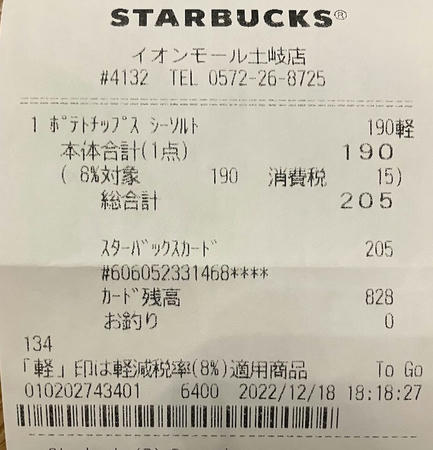 STARBUCKS®
イオンモール土岐店
#4132 TEL 0572-26-8725
1 ﾎﾟﾃﾄﾁｯﾌﾟｽ ｼｰｿﾙﾄ 190軽
本体合計(1点) 190
( 8%対象 190 消費税 15)
総合計 205
ｽﾀｰﾊﾞｯｸｽｶｰﾄﾞ 205
#606052331468****
ｶｰﾄﾞ残高 828
お釣り 0
134
「軽」印は軽減税率(8%)適用商品 To Go
010202743401 6400 2022/12/18 18:18:27